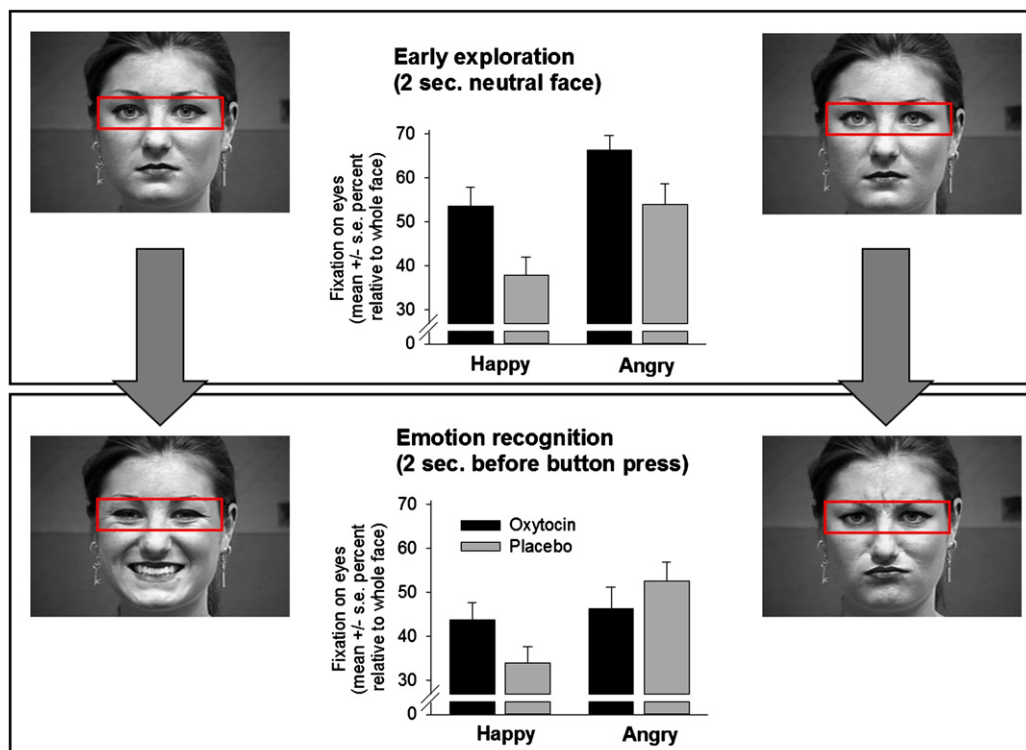 Early exploration
(2 sec. neutral face)
Fixation on eyes
(mean +/- s.e. percent
relative to whole face)
70
60
50
40
30
0
Happy Angry
Emotion recognition
(2 sec. before button press)
Fixation on eyes
(mean +/- s.e. percent
relative to whole face)
70
60
50
40
30
0
Oxytocin
Placebo
Happy Angry